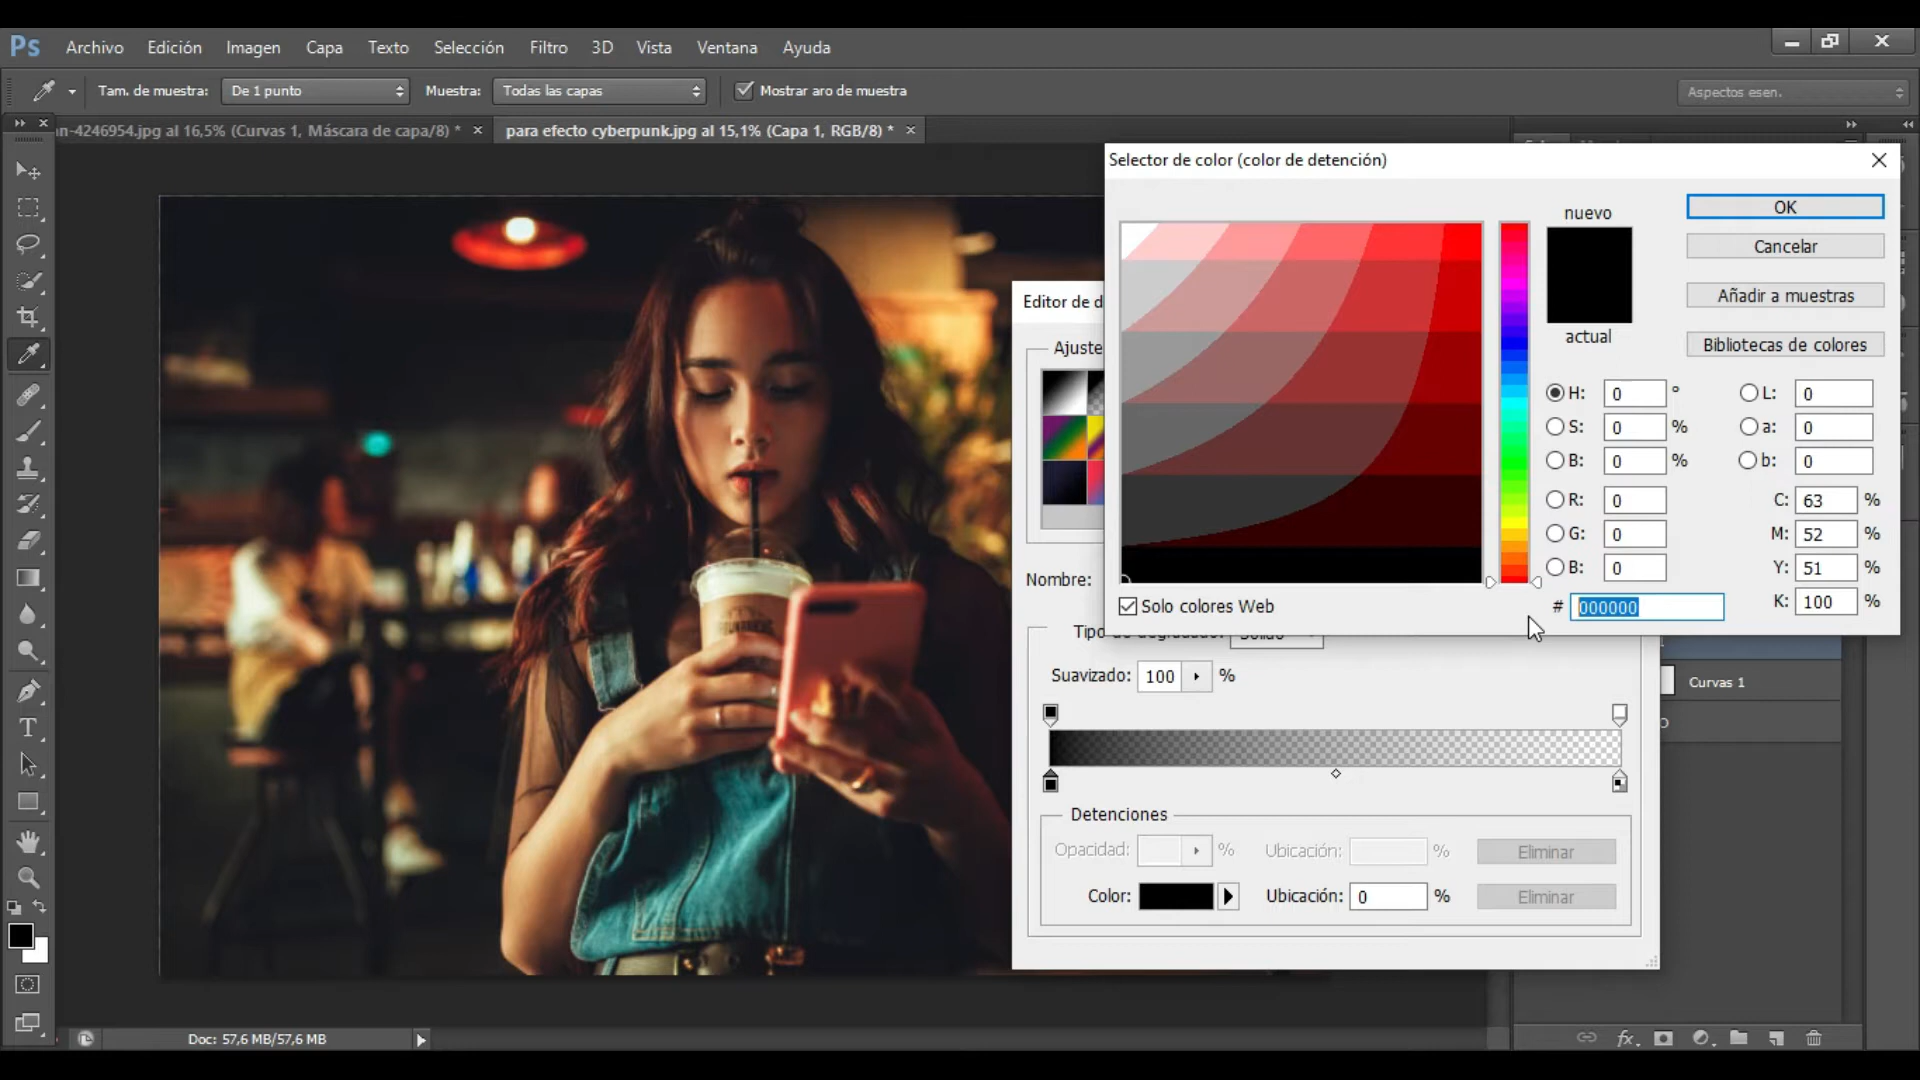 Ps Archivo Edición Imagen Capa Texto Selección Filtro 3D Vista Ventana Ayuda
Tam. de muestra: De 1 punto Muestra: Todas las capas Mostrar aro de muestra Aspectos esen.
an-4246954.jpg al 16,5% (Curvas 1, Máscara de capa/8) * × para efecto cyberpunk.jpg al 15,1% (Capa 1, RGB/8) * ×
Selector de color (color de detención)
nuevo
actual
OK
Cancelar
Añadir a muestras
Bibliotecas de colores
H: 0 ° L: 0
S: 0 % a: 0
B: 0 % b: 0
R: 0 C: 63 %
G: 0 M: 52 %
B: 0 Y: 51 %
# 000000 K: 100 %
Solo colores Web
Editor de d
Ajuste
Nombre:
Tipo de degradado: Sólido
Suavizado: 100 %
Detenciones
Opacidad: % Ubicación: % Eliminar
Color: Ubicación: 0 % Eliminar
Curvas 1
T
Doc: 57,6 MB/57,6 MB
fx